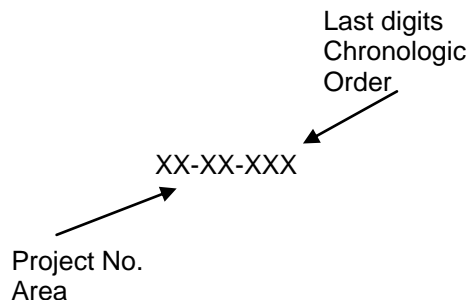 Last digits
Chronologic
Order
XX-XX-XXX
Project No.
Area